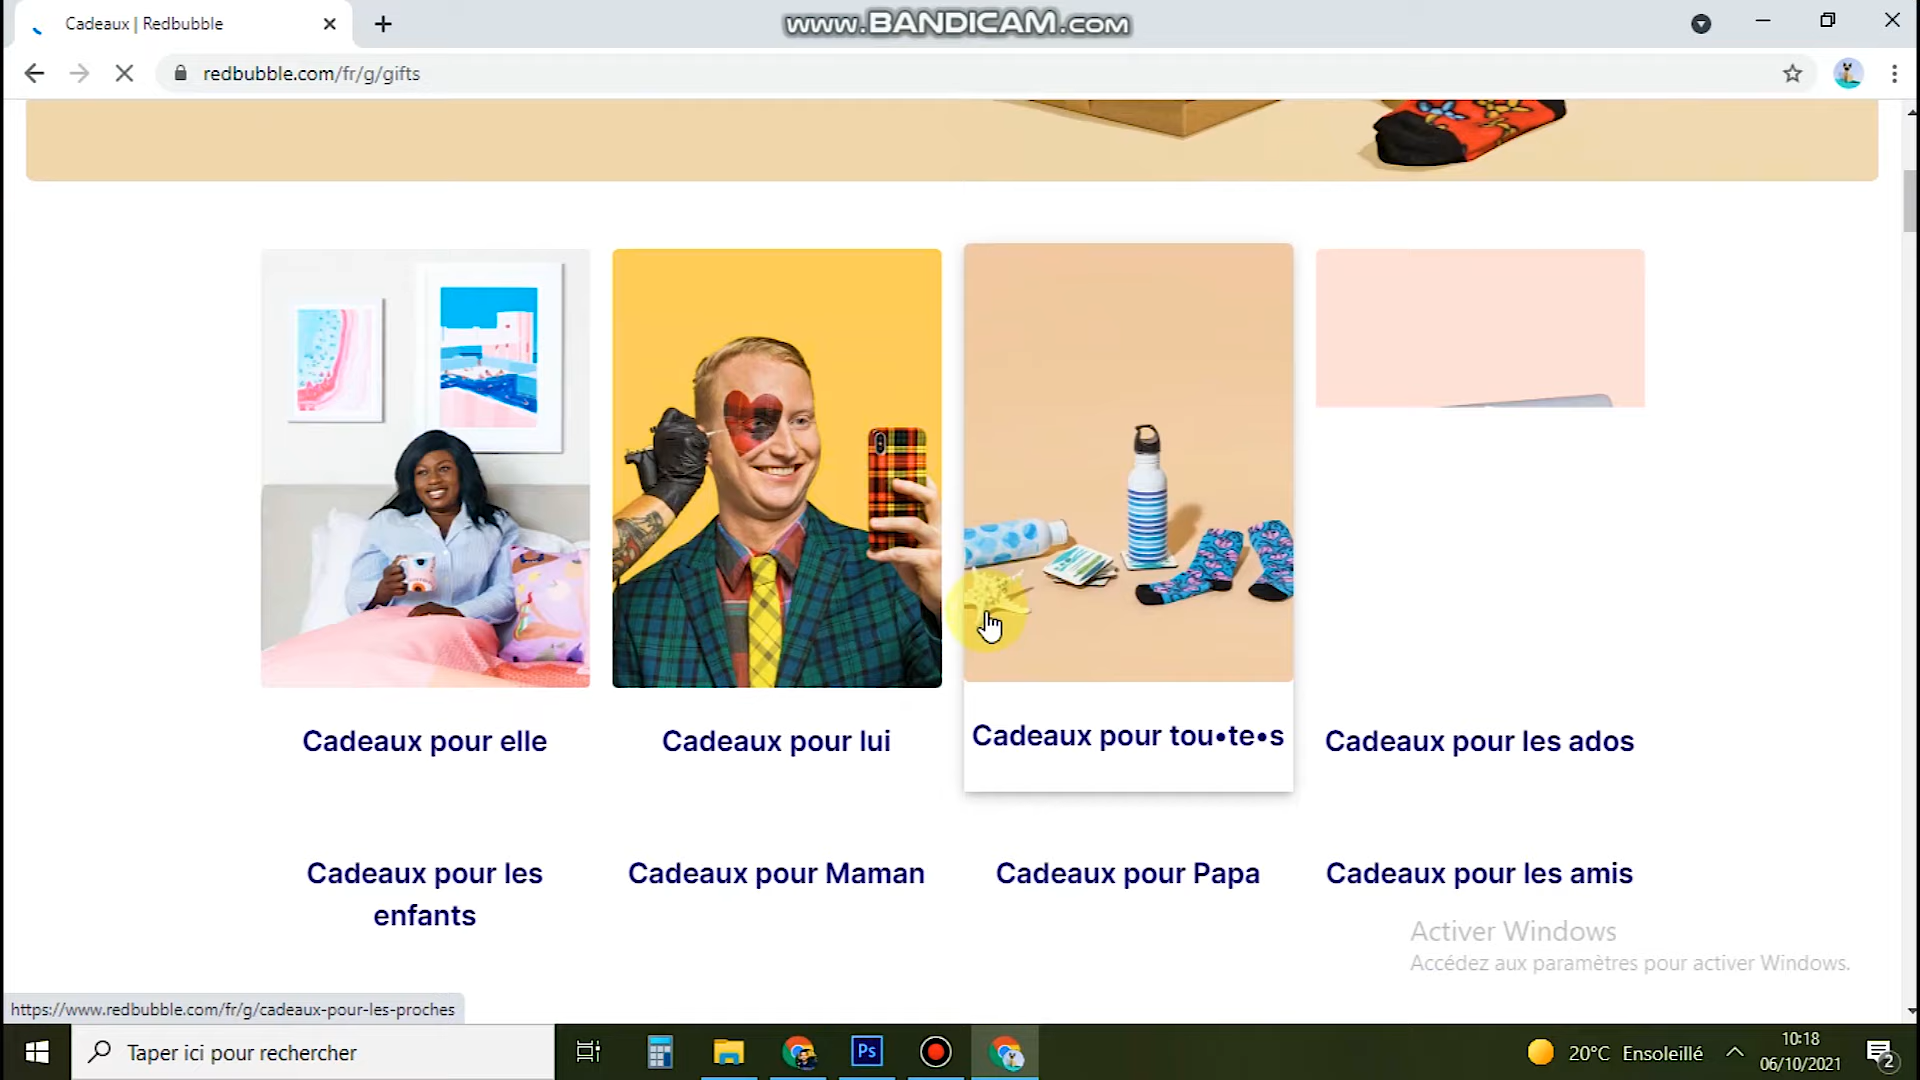 Cadeaux | Redbubble
www.BANDICAM.com
redbubble.com/fr/g/gifts
Cadeaux pour elle
Cadeaux pour lui
Cadeaux pour tou•te•s
Cadeaux pour les ados
Cadeaux pour les
enfants
Cadeaux pour Maman
Cadeaux pour Papa
Cadeaux pour les amis
Activer Windows
Accédez aux paramètres pour activer Windows.
https://www.redbubble.com/fr/g/cadeaux-pour-les-proches
Taper ici pour rechercher
Ps
20°C Ensoleillé
10:18
06/10/2021
2